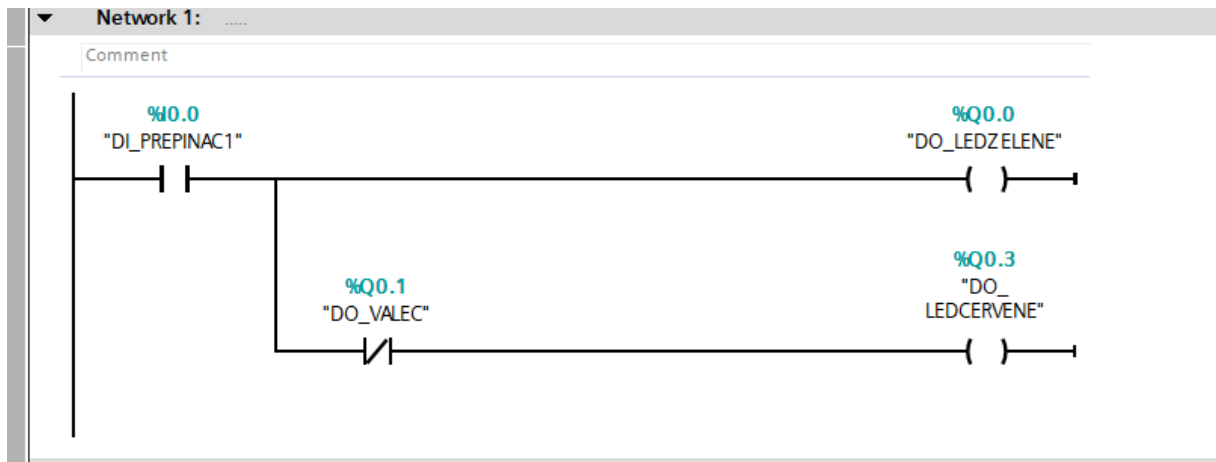 Network 1: .....
Comment
%I0.0
"DI_PREPINAC1"
%Q0.0
"DO_LEDZELENE"
%Q0.1
"DO_VALEC"
%Q0.3
"DO_
LEDCERVENE"